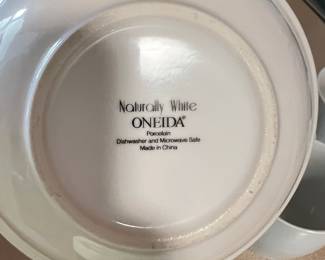 Naturally White
ONEIDA®
Porcelain
Dishwasher and Microwave Safe
Made in China